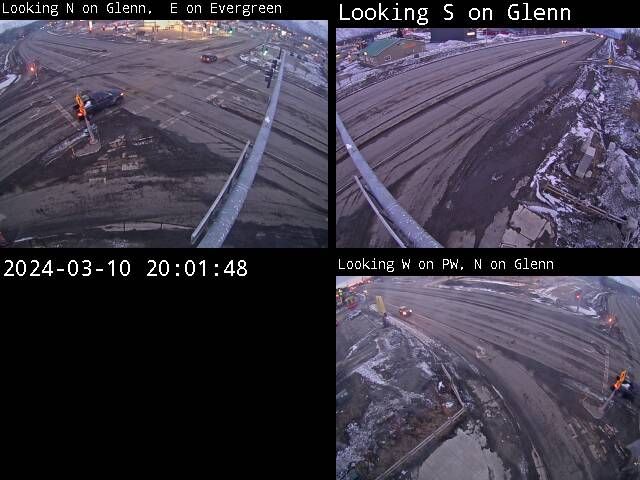 Looking N on Glenn,  E on Evergreen
Looking S on Glenn
2024-03-10 20:01:48
Looking W on PW, N on Glenn